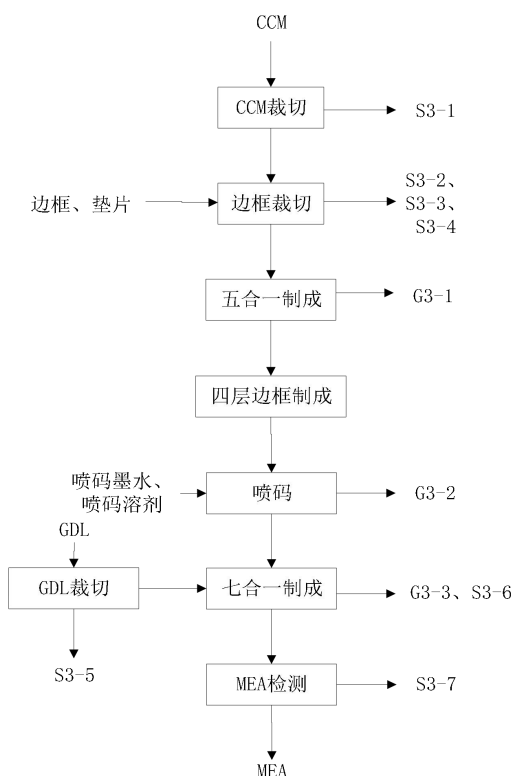 CCM
CCM裁切
S3-1
边框、垫片
边框裁切
S3-2、
S3-3、
S3-4
五合一制成
G3-1
四层边框制成
喷码墨水、
喷码溶剂
喷码
G3-2
GDL
GDL裁切
七合一制成
G3-3、S3-6
S3-5
MEA检测
S3-7
MEA